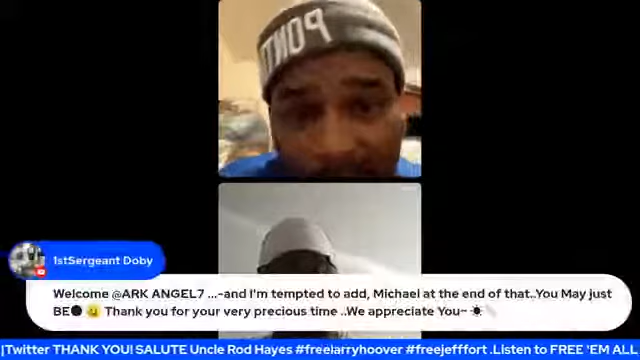 PONTI
1stSergeant Doby
Welcome @ARK ANGEL7 ...-and I'm tempted to add, Michael at the end of that..You May just
BE🌑 😃 Thank you for your very precious time ..We appreciate You~ ☀
|Twitter THANK YOU! SALUTE Uncle Rod Hayes #freelarryhoover #freejefffort .Listen to FREE 'EM ALL